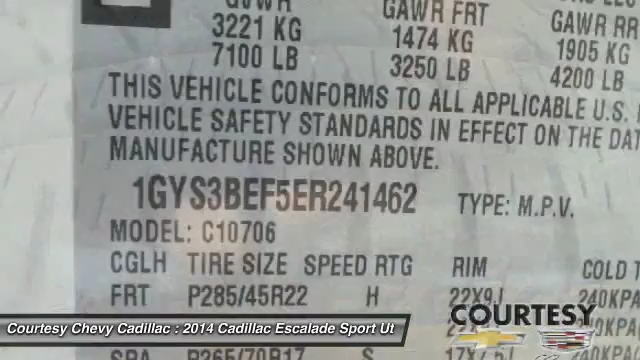 GVWR GAWR FRT GAWR RR
3221 KG 1474 KG 1905 KG
7100 LB 3250 LB 4200 LB
THIS VEHICLE CONFORMS TO ALL APPLICABLE U.S.
VEHICLE SAFETY STANDARDS IN EFFECT ON THE DAT
MANUFACTURE SHOWN ABOVE.
1GYS3BEF5ER241462 TYPE: M.P.V.
MODEL: C10706
CGLH TIRE SIZE SPEED RTG RIM COLD T
FRT P285/45R22 H 22X9J 240KPA
COURTESY
Courtesy Chevy Cadillac : 2014 Cadillac Escalade Sport Ut
SPA P265/70R17 S